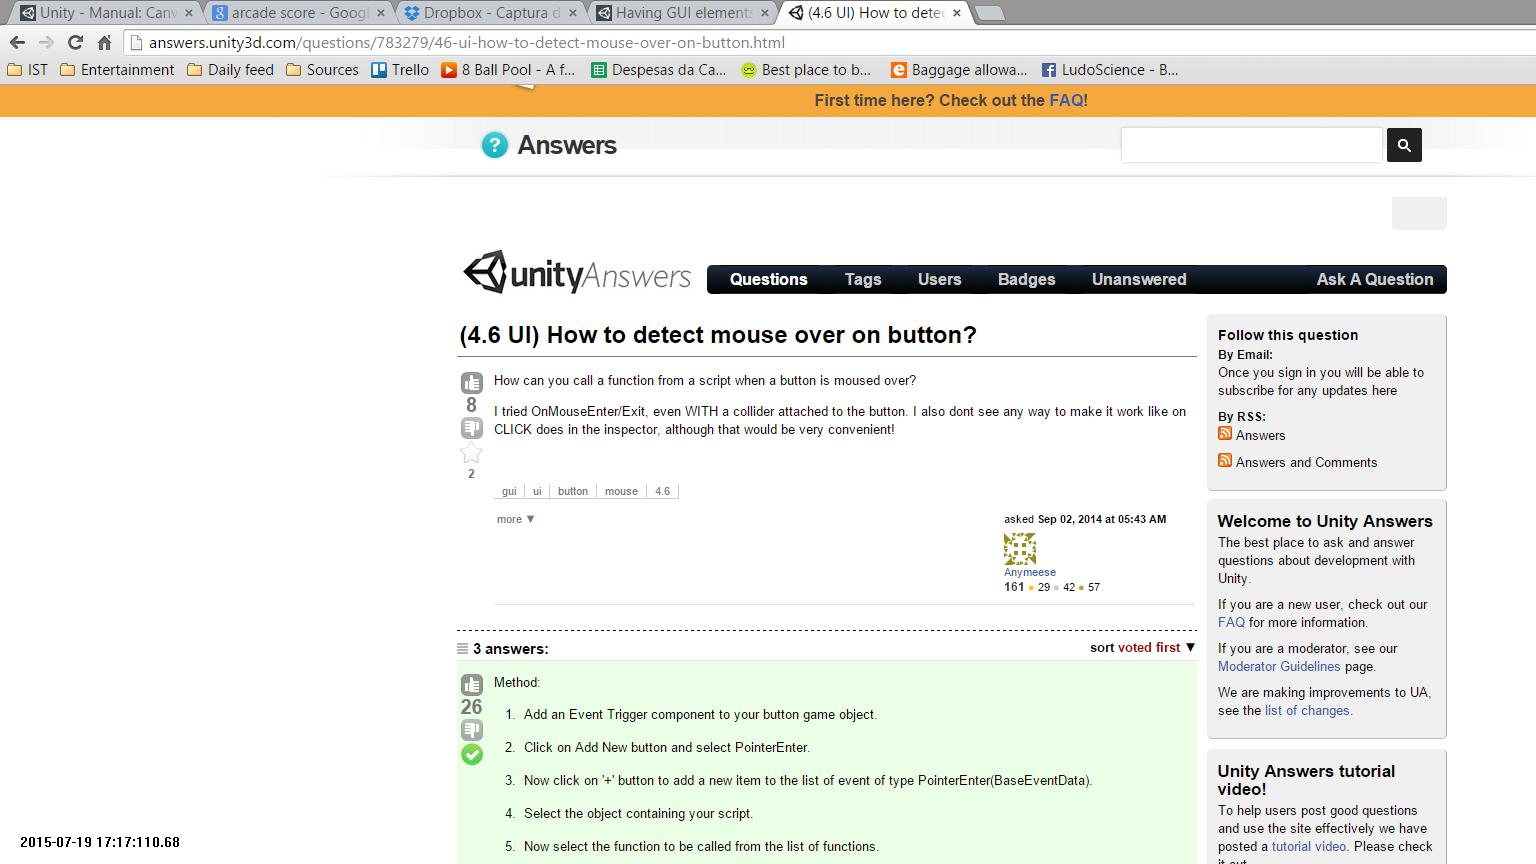 Unity - Manual: Canv
arcade score - Googl
Dropbox - Captura d
Having GUI elements
(4.6 UI) How to detec
answers.unity3d.com/questions/783279/46-ui-how-to-detect-mouse-over-on-button.html
IST Entertainment Daily feed Sources Trello 8 Ball Pool - A f... Despesas da Ca... Best place to b... Baggage allowa... LudoScience - B...
First time here? Check out the FAQ!
? Answers
unityAnswers
Questions Tags Users Badges Unanswered Ask A Question
(4.6 UI) How to detect mouse over on button?
8
2
How can you call a function from a script when a button is moused over?
I tried OnMouseEnter/Exit, even WITH a collider attached to the button. I also dont see any way to make it work like on
CLICK does in the inspector, although that would be very convenient!
gui ui button mouse 4.6
more ▼
asked Sep 02, 2014 at 05:43 AM
Anymeese
161 ● 29 ● 42 ● 57
3 answers:
sort voted first ▼
26
Method:
1. Add an Event Trigger component to your button game object.
2. Click on Add New button and select PointerEnter.
3. Now click on '+' button to add a new item to the list of event of type PointerEnter(BaseEventData).
4. Select the object containing your script.
5. Now select the function to be called from the list of functions.
Follow this question
By Email:
Once you sign in you will be able to
subscribe for any updates here
By RSS:
Answers
Answers and Comments
Welcome to Unity Answers
The best place to ask and answer
questions about development with
Unity.
If you are a new user, check out our
FAQ for more information.
If you are a moderator, see our
Moderator Guidelines page.
We are making improvements to UA,
see the list of changes.
Unity Answers tutorial
video!
To help users post good questions
and use the site effectively we have
posted a tutorial video. Please check
it out
2015-07-19 17:17:110.68